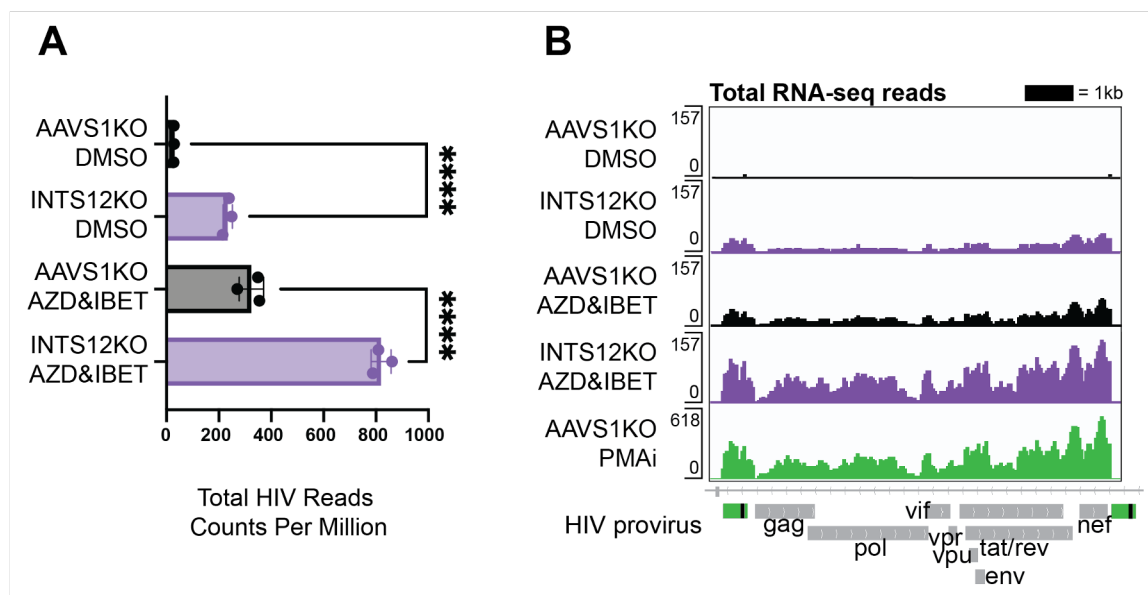 A
AAVS1KO
DMSO
INTS12KO
DMSO
AAVS1KO
AZD&IBET
INTS12KO
AZD&IBET
****
****
0 200 400 600 800 1000
Total HIV Reads
Counts Per Million
B
Total RNA-seq reads = 1kb
AAVS1KO
DMSO
157
0
INTS12KO
DMSO
157
0
AAVS1KO
AZD&IBET
157
0
INTS12KO
AZD&IBET
157
0
AAVS1KO
PMAi
618
0
HIV provirus
gag
pol
vif
vpr
vpu
tat/rev
env
nef